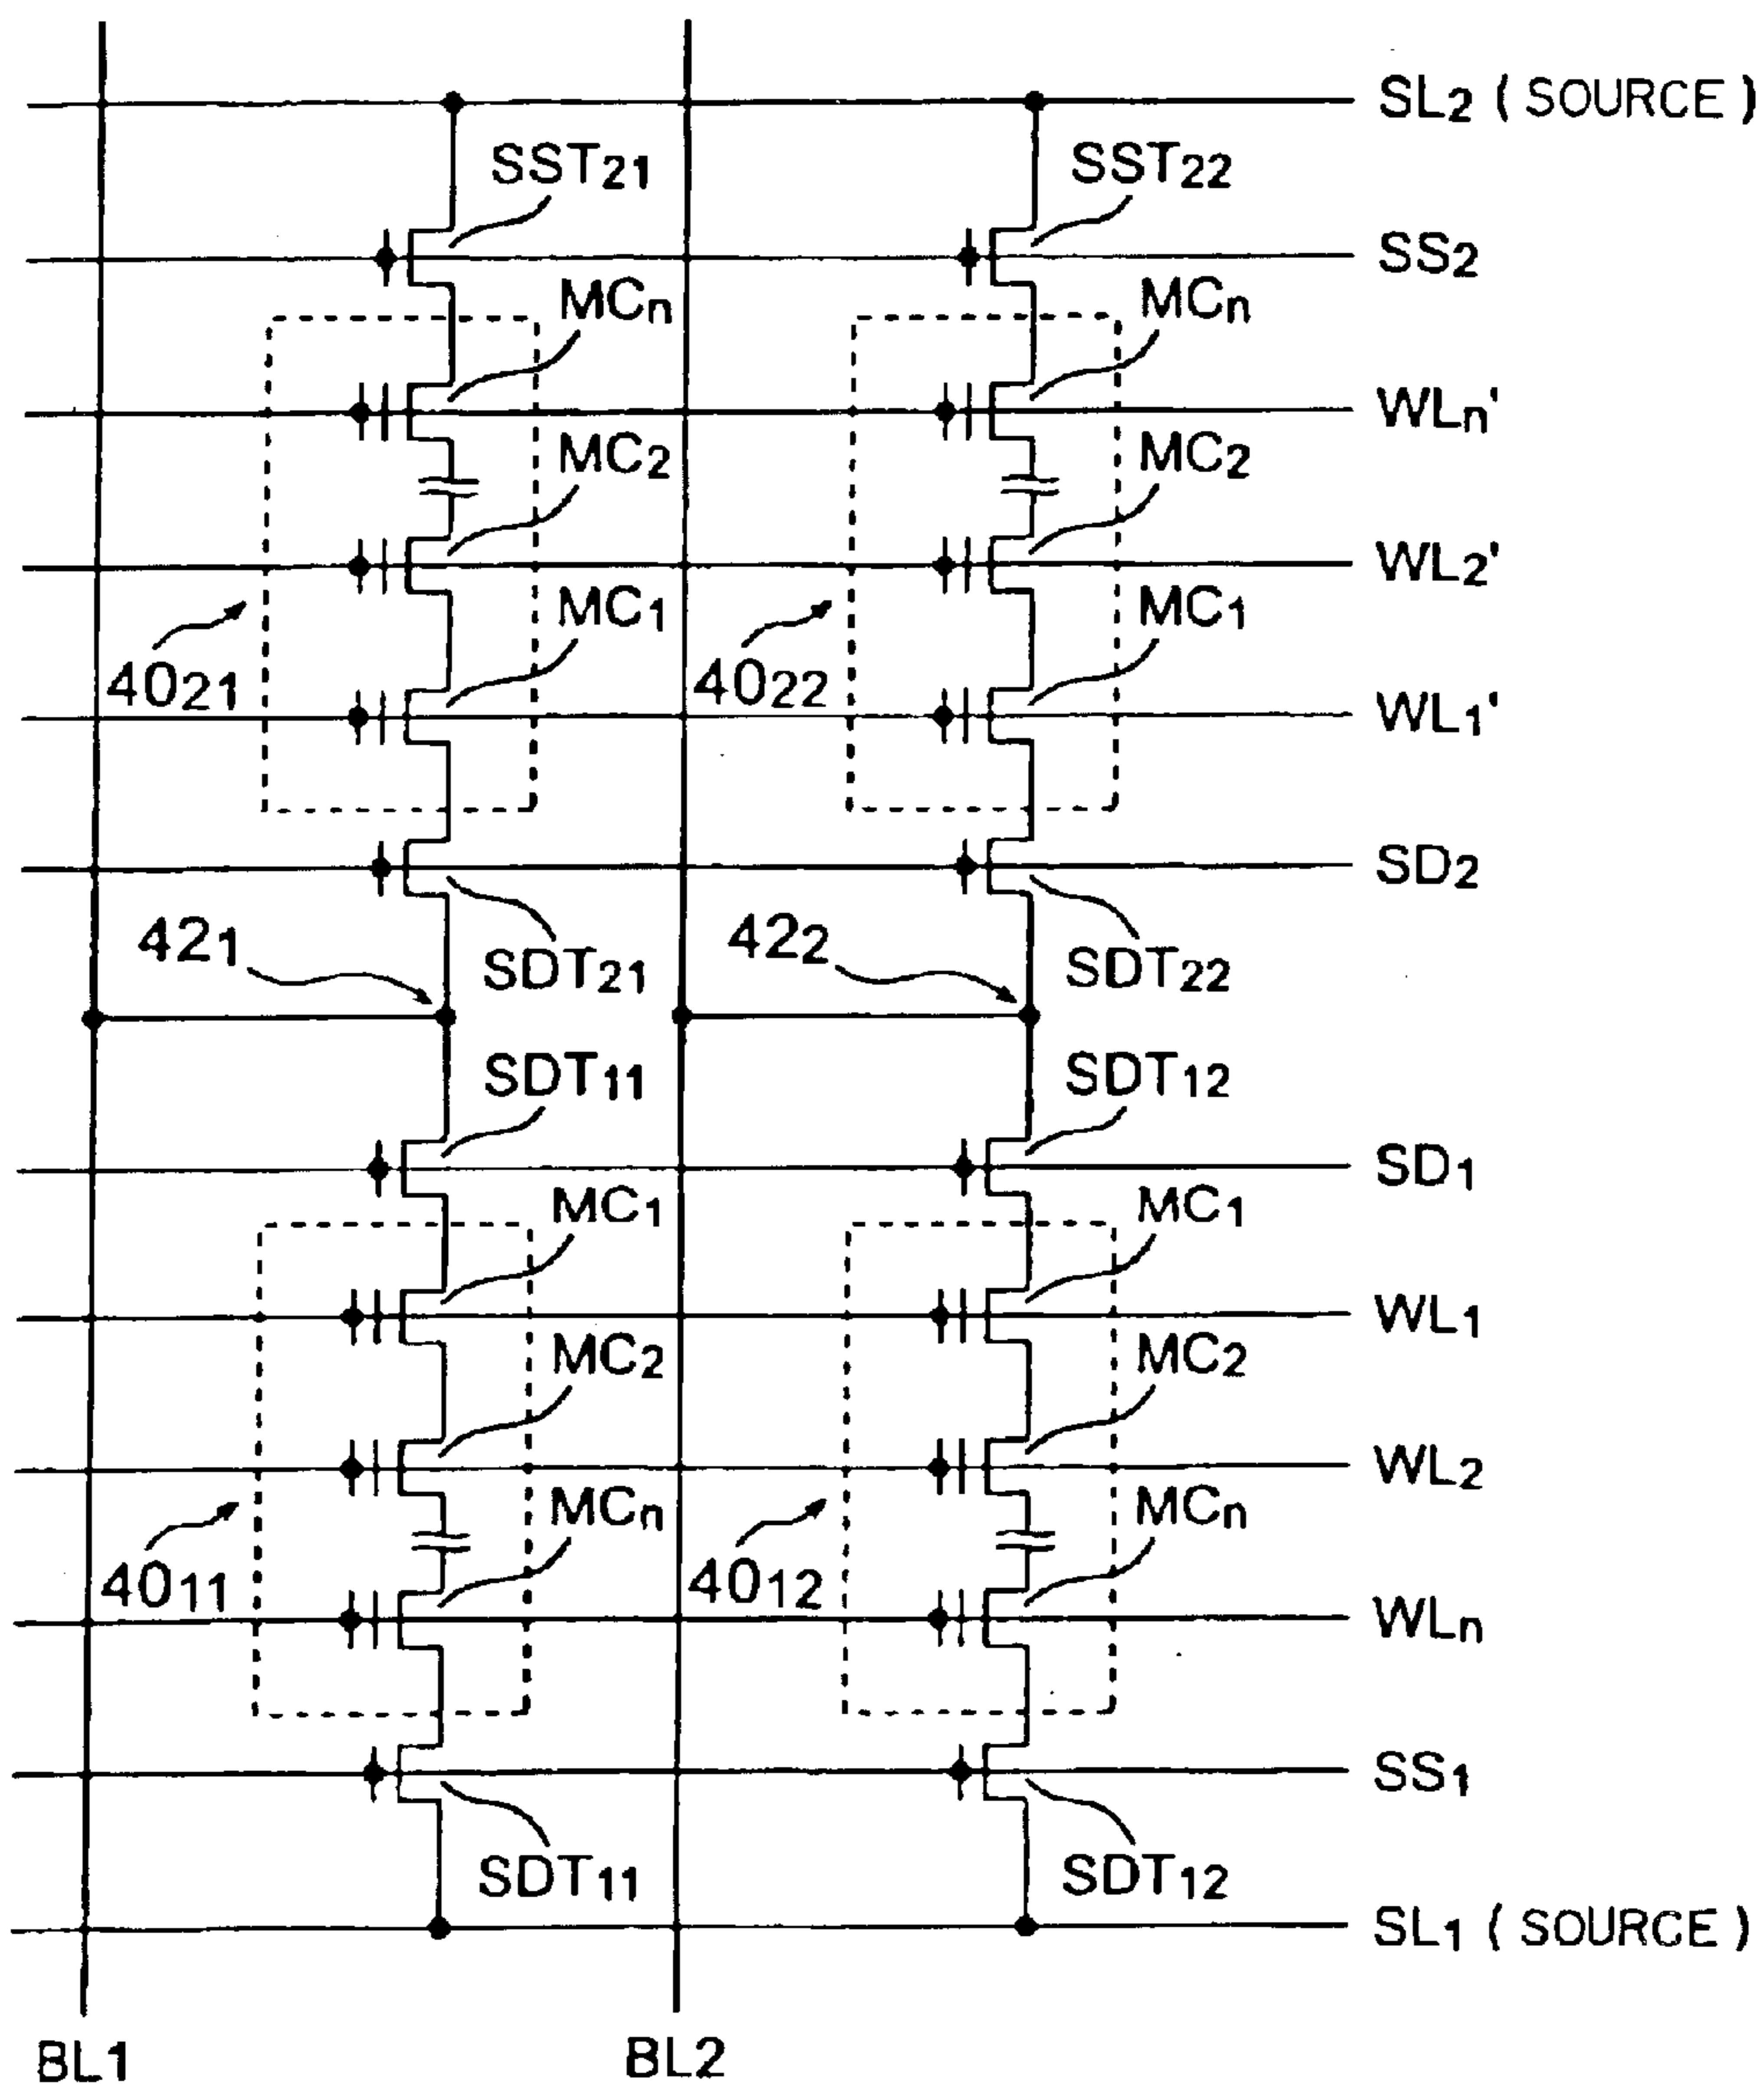 SL2 (SOURCE)
SST21 SST22
SS2
MCn MCn
WLn'
MC2 MC2
WL2'
MC1 MC1
4021 4022
WL1'
SD2
421 422
SDT21 SDT22
SDT11 SDT12
SD1
MC1 MC1
WL1
MC2 MC2
WL2
MCn MCn
4011 4012
WLn
SS1
SDT11 SDT12
SL1 (SOURCE)
BL1 BL2